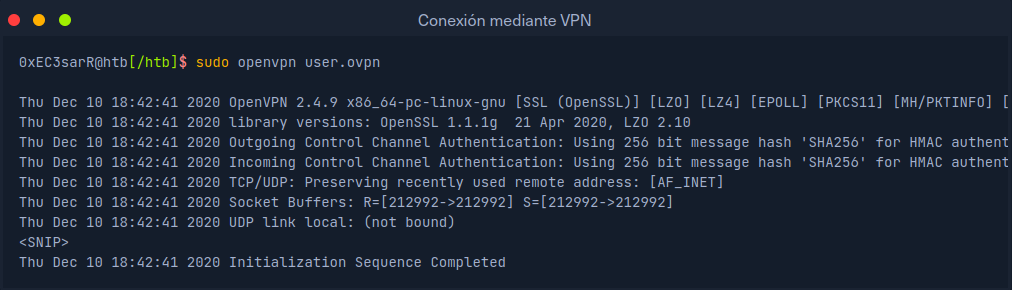 Conexión mediante VPN
0xEC3sarR@htb[/htb]$ sudo openvpn user.ovpn
Thu Dec 10 18:42:41 2020 OpenVPN 2.4.9 x86_64-pc-linux-gnu [SSL (OpenSSL)] [LZO] [LZ4] [EPOLL] [PKCS11] [MH/PKTINFO] [
Thu Dec 10 18:42:41 2020 library versions: OpenSSL 1.1.1g  21 Apr 2020, LZO 2.10
Thu Dec 10 18:42:41 2020 Outgoing Control Channel Authentication: Using 256 bit message hash 'SHA256' for HMAC authent
Thu Dec 10 18:42:41 2020 Incoming Control Channel Authentication: Using 256 bit message hash 'SHA256' for HMAC authent
Thu Dec 10 18:42:41 2020 TCP/UDP: Preserving recently used remote address: [AF_INET]
Thu Dec 10 18:42:41 2020 Socket Buffers: R=[212992->212992] S=[212992->212992]
Thu Dec 10 18:42:41 2020 UDP link local: (not bound)
<SNIP>
Thu Dec 10 18:42:41 2020 Initialization Sequence Completed